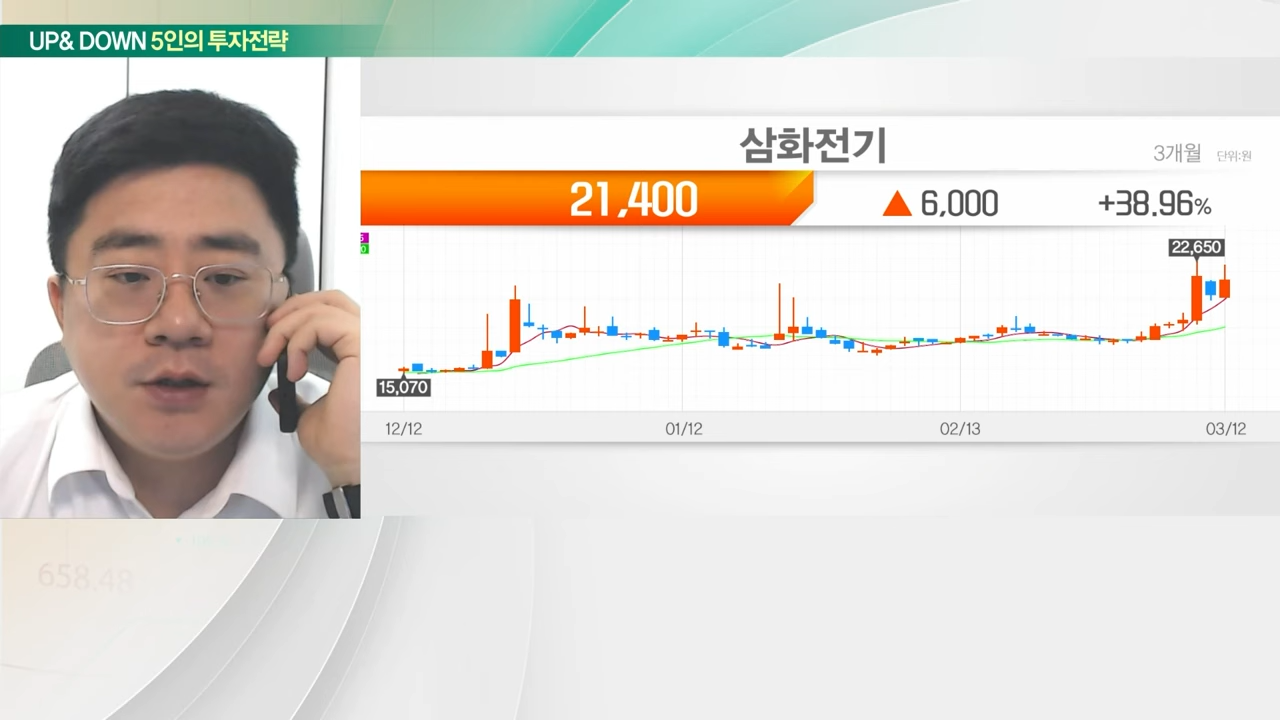 UP& DOWN 5인의 투자전략
삼화전기
3개월 단위:원
21,400 ▲ 6,000 +38.96%
22,650
15,070
12/12 01/12 02/13 03/12
658.48